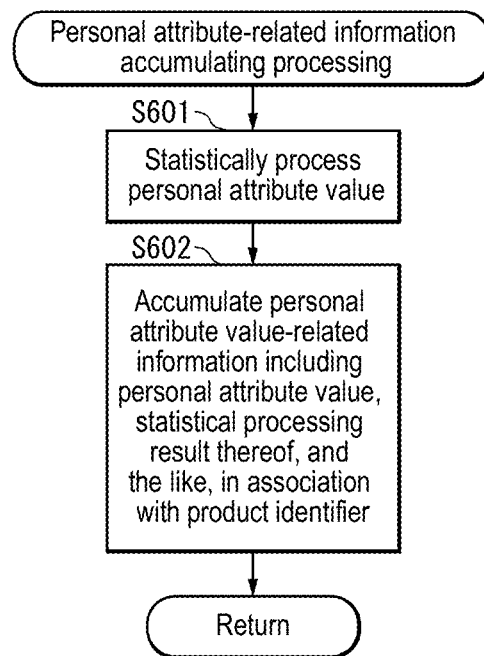 Personal attribute-related information
accumulating processing
S601
Statistically process
personal attribute value
S602
Accumulate personal
attribute value-related
information including
personal attribute value,
statistical processing
result thereof, and
the like, in association
with product identifier
Return